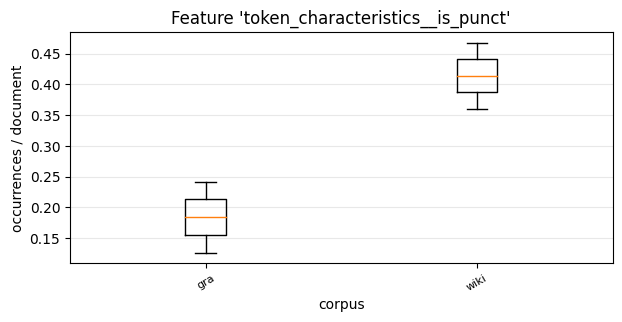 Feature 'token_characteristics__is_punct'
occurrences / document
0.45
0.40
0.35
0.30
0.25
0.20
0.15
gra
wiki
corpus